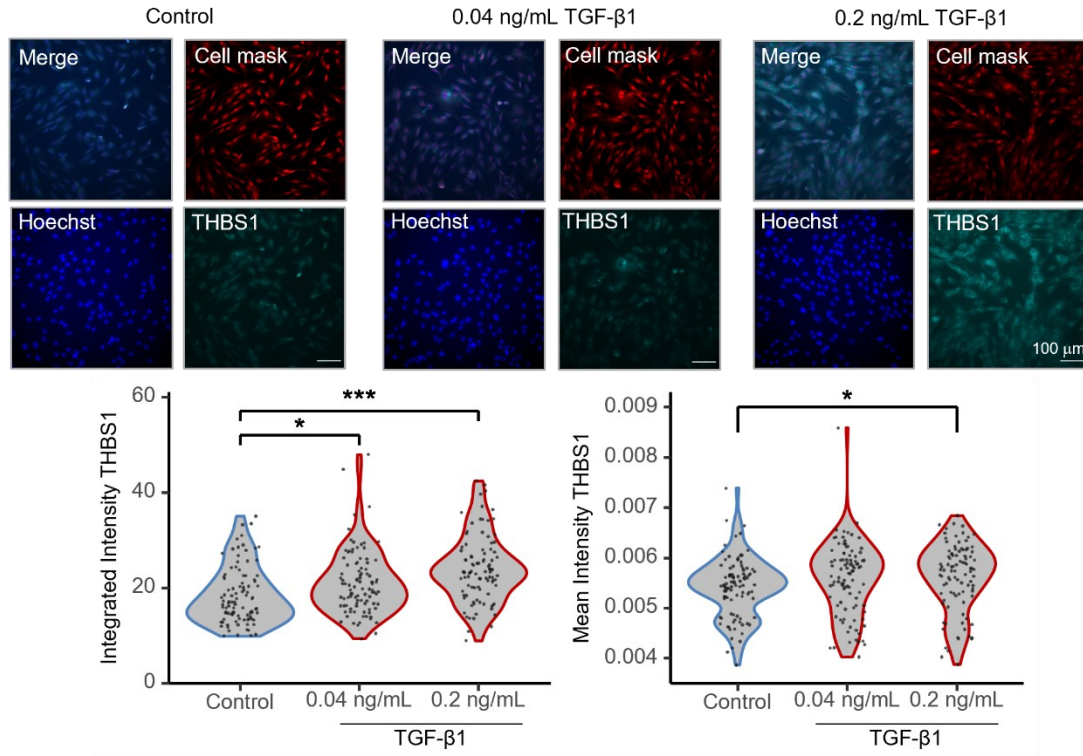 Control
0.04 ng/mL TGF-β1
0.2 ng/mL TGF-β1
Merge
Cell mask
Merge
Cell mask
Merge
Cell mask
Hoechst
THBS1
Hoechst
THBS1
Hoechst
THBS1
100 μm
60
40
20
0
Integrated Intensity THBS1
***
*
Control
0.04 ng/mL
0.2 ng/mL
TGF-β1
0.009
0.008
0.007
0.006
0.005
0.004
Mean Intensity THBS1
*
Control
0.04 ng/mL
0.2 ng/mL
TGF-β1